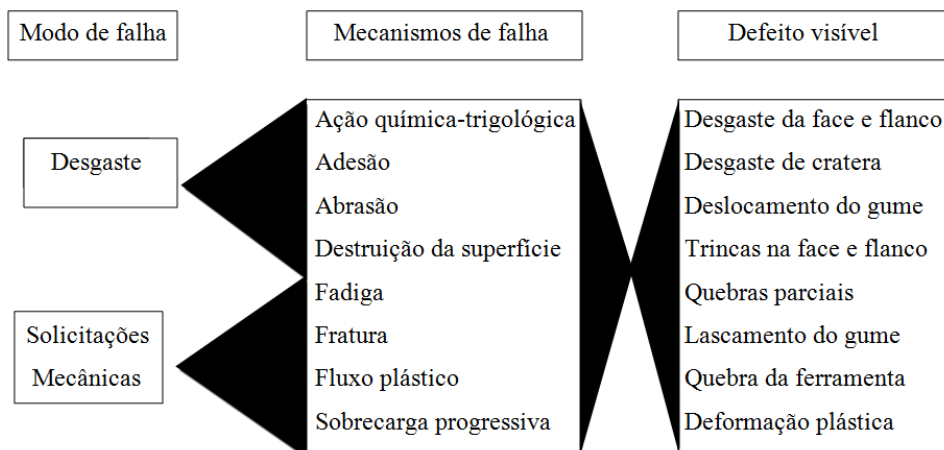 Modo de falha
Mecanismos de falha
Defeito visível
Desgaste
Solicitações
Mecânicas
Ação química-trigológica
Adesão
Abrasão
Destruição da superfície
Fadiga
Fratura
Fluxo plástico
Sobrecarga progressiva
Desgaste da face e flanco
Desgaste de cratera
Deslocamento do gume
Trincas na face e flanco
Quebras parciais
Lascamento do gume
Quebra da ferramenta
Deformação plástica